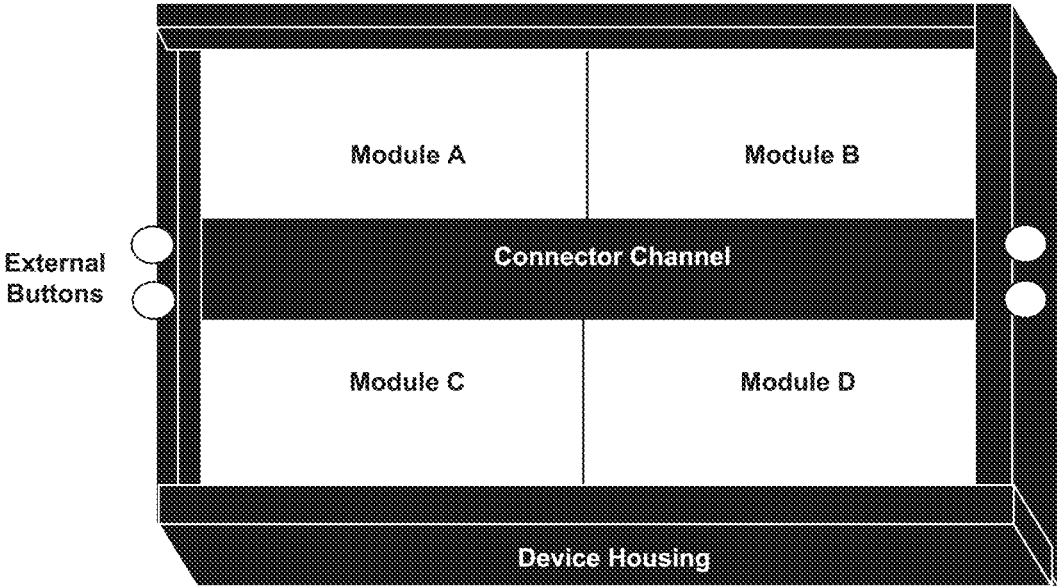 Module A
Module B
External
Buttons
Connector Channel
Module C
Module D
Device Housing